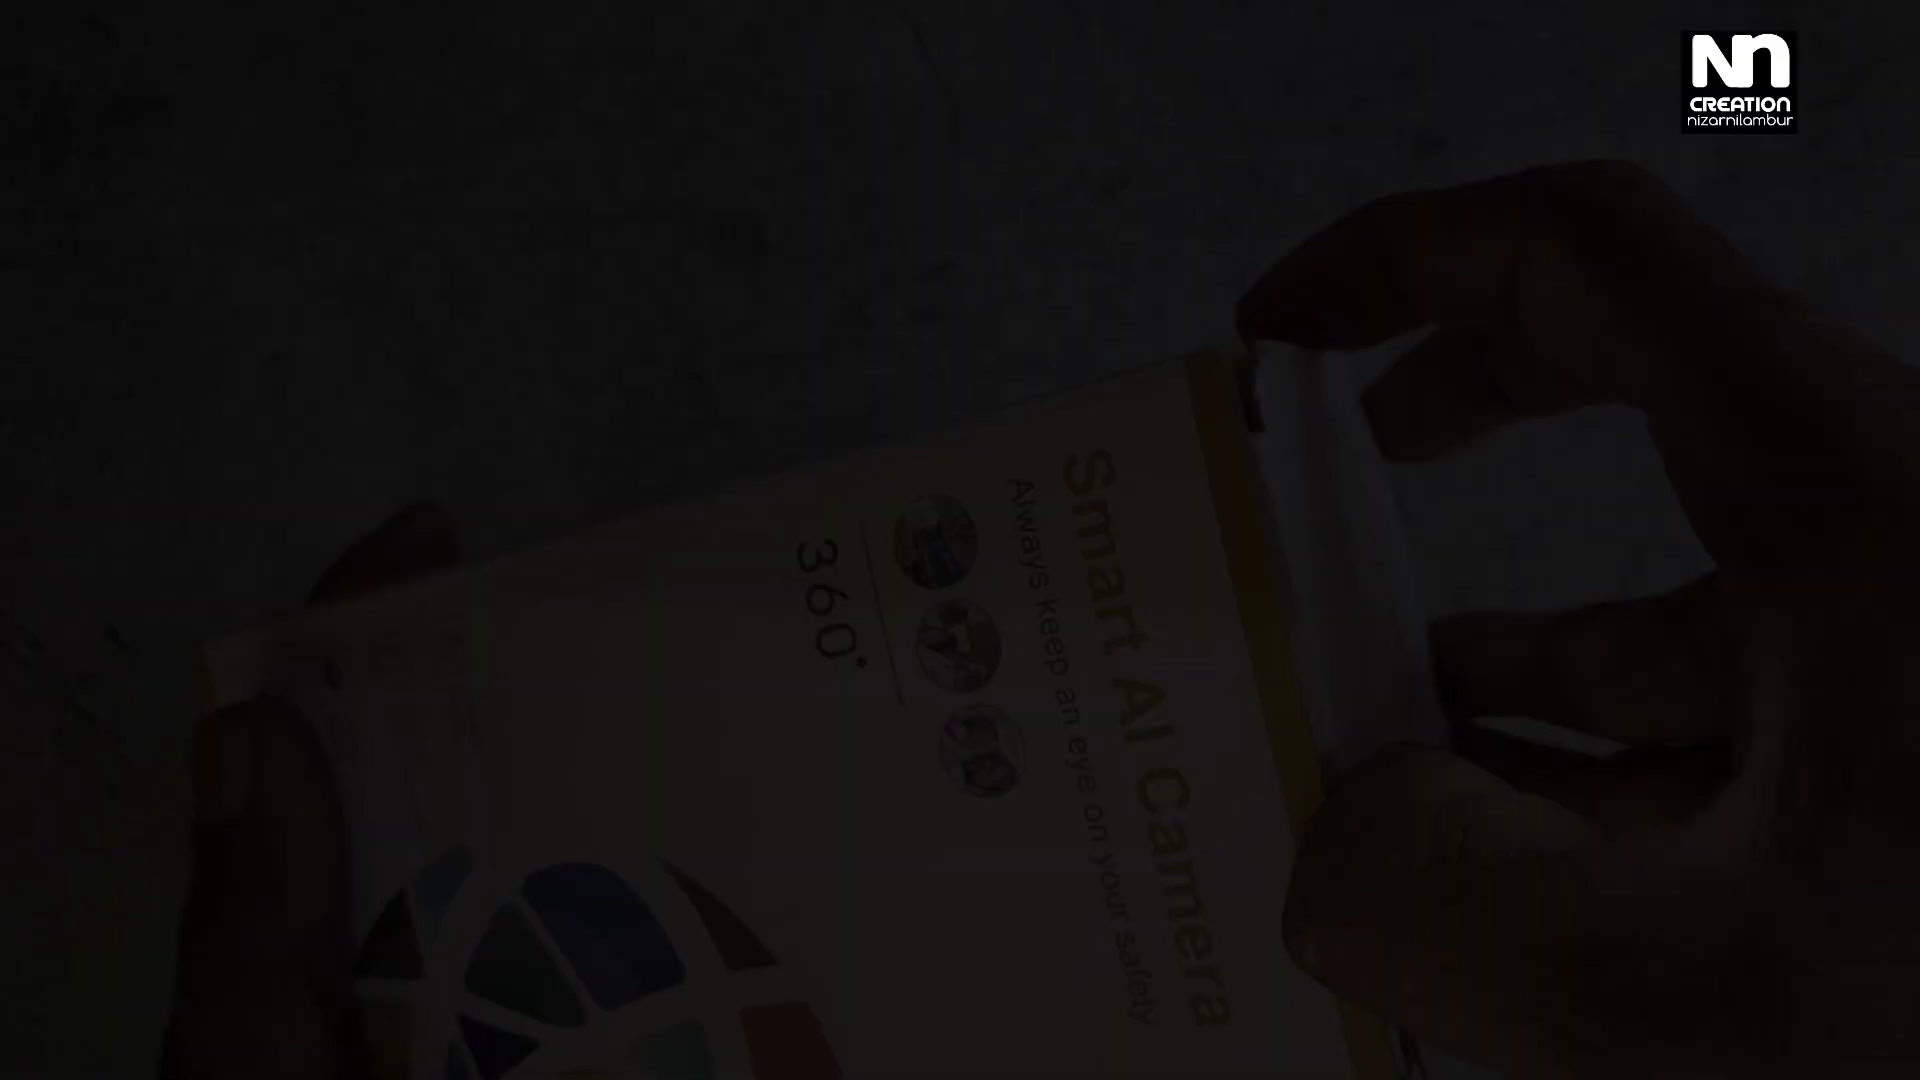 Nn
CREATION
nizarnilambur
Smart AI Camera
Always keep an eye on your safety
360°